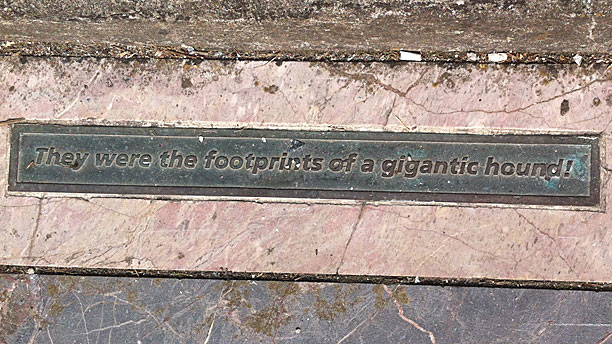 They were the footprints of a gigantic hound!